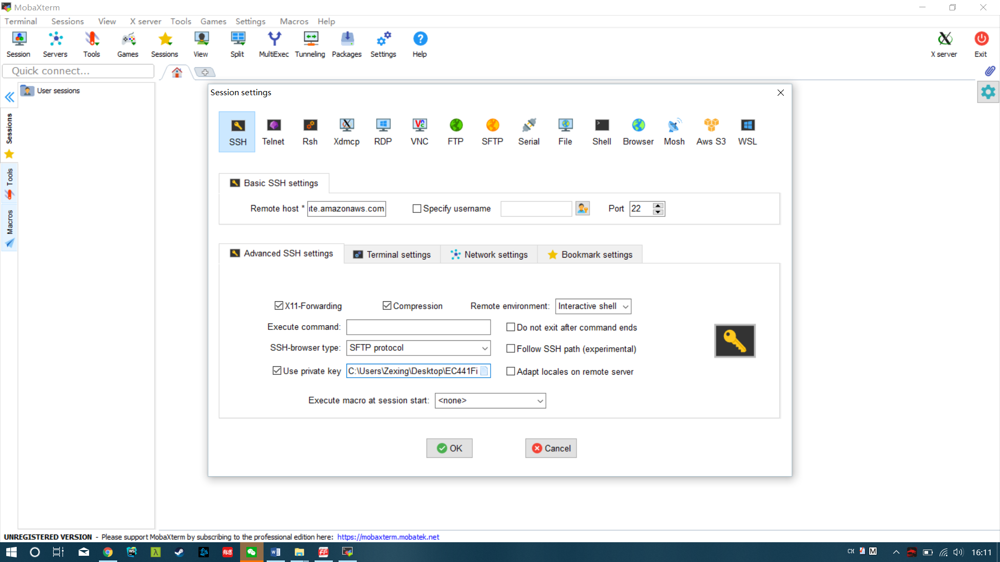 MobaXterm
Terminal Sessions View X server Tools Games Settings Macros Help
Session Servers Tools Games Sessions View Split MultiExec Tunneling Packages Settings Help X server Exit
Quick connect...
User sessions
Sessions
Tools
Macros
Session settings
SSH Telnet Rsh Xdmcp RDP VNC FTP SFTP Serial File Shell Browser Mosh Aws S3 WSL
Basic SSH settings
Remote host * ite.amazonaws.com Specify username Port 22
Advanced SSH settings Terminal settings Network settings Bookmark settings
X11-Forwarding Compression Remote environment: Interactive shell
Execute command: Do not exit after command ends
SSH-browser type: SFTP protocol Follow SSH path (experimental)
Use private key C:\Users\Zexing\Desktop\EC441Fi Adapt locales on remote server
Execute macro at session start: <none>
OK Cancel
UNREGISTERED VERSION - Please support MobaXterm by subscribing to the professional edition here: https://mobaxterm.mobatek.net
CH M 16:11